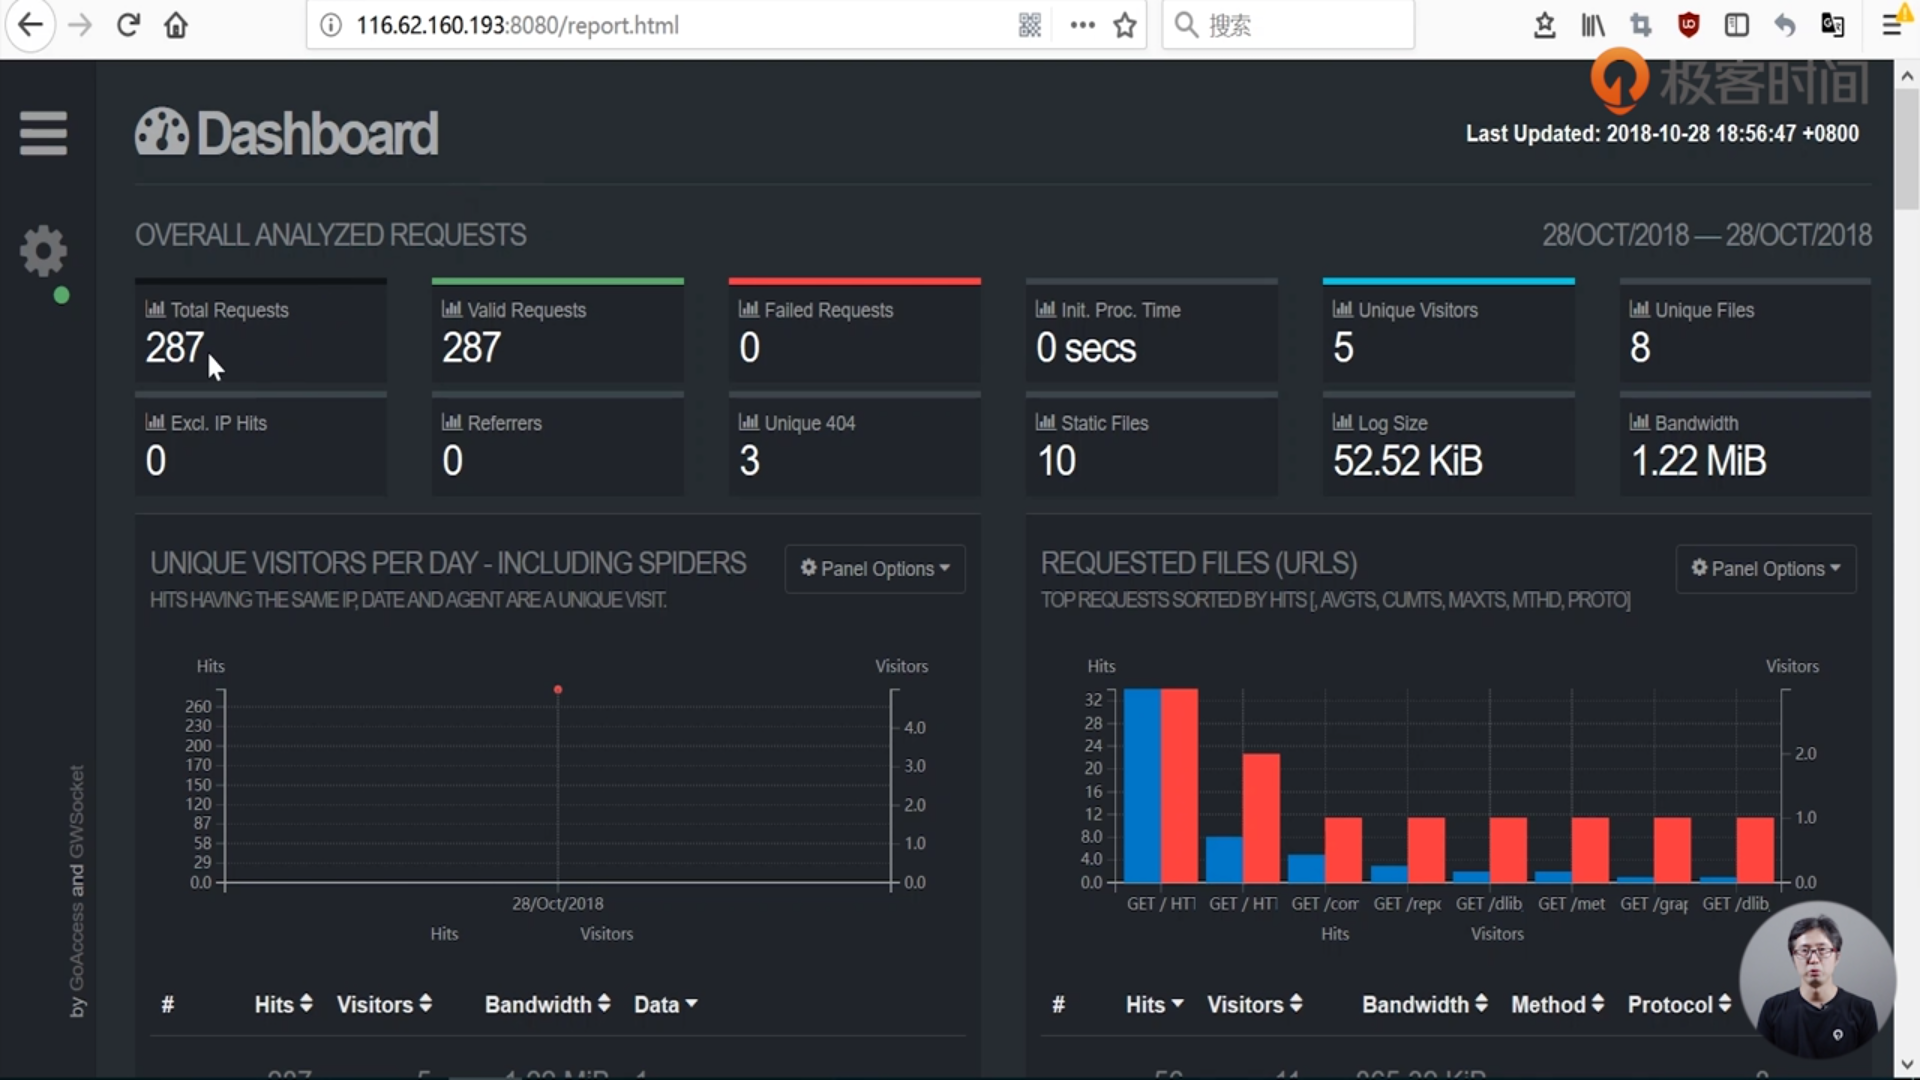 116.62.160.193:8080/report.html
搜索
极客时间
Dashboard
Last Updated: 2018-10-28 18:56:47 +0800
OVERALL ANALYZED REQUESTS
28/OCT/2018 — 28/OCT/2018
Total Requests
287
Valid Requests
287
Failed Requests
0
Init. Proc. Time
0 secs
Unique Visitors
5
Unique Files
8
Excl. IP Hits
0
Referrers
0
Unique 404
3
Static Files
10
Log Size
52.52 KiB
Bandwidth
1.22 MiB
UNIQUE VISITORS PER DAY - INCLUDING SPIDERS
Panel Options
HITS HAVING THE SAME IP, DATE AND AGENT ARE A UNIQUE VISIT.
Hits
Visitors
260
230
200
170
150
120
87
58
29
0.0
4.0
3.0
2.0
1.0
0.0
28/Oct/2018
Hits Visitors
# Hits Visitors Bandwidth Data
REQUESTED FILES (URLS)
Panel Options
TOP REQUESTS SORTED BY HITS [, AVGTS, CUMTS, MAXTS, MTHD, PROTO]
Hits
Visitors
32
28
24
20
16
12
8.0
4.0
0.0
2.0
1.0
0.0
GET / HTT GET / HTT GET /com GET /repo GET /dlib GET /met GET /grap GET /dlib
Hits Visitors
# Hits Visitors Bandwidth Method Protocol
by GoAccess and GWSocket